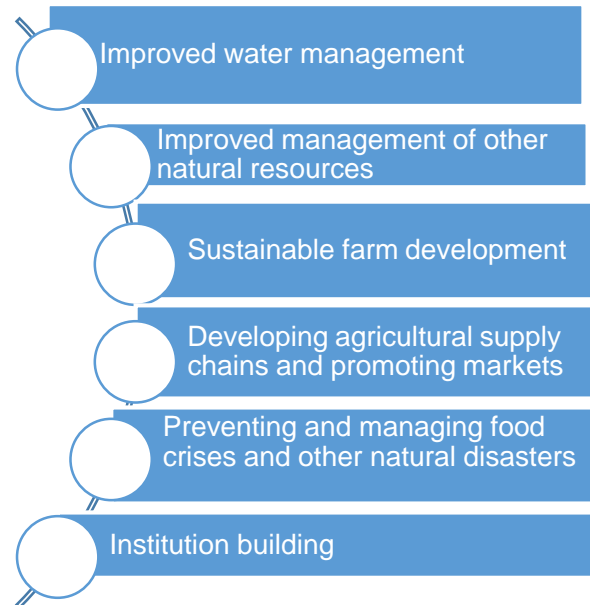 Improved water management
Improved management of other
natural resources
Sustainable farm development
Developing agricultural supply
chains and promoting markets
Preventing and managing food
crises and other natural disasters
Institution building